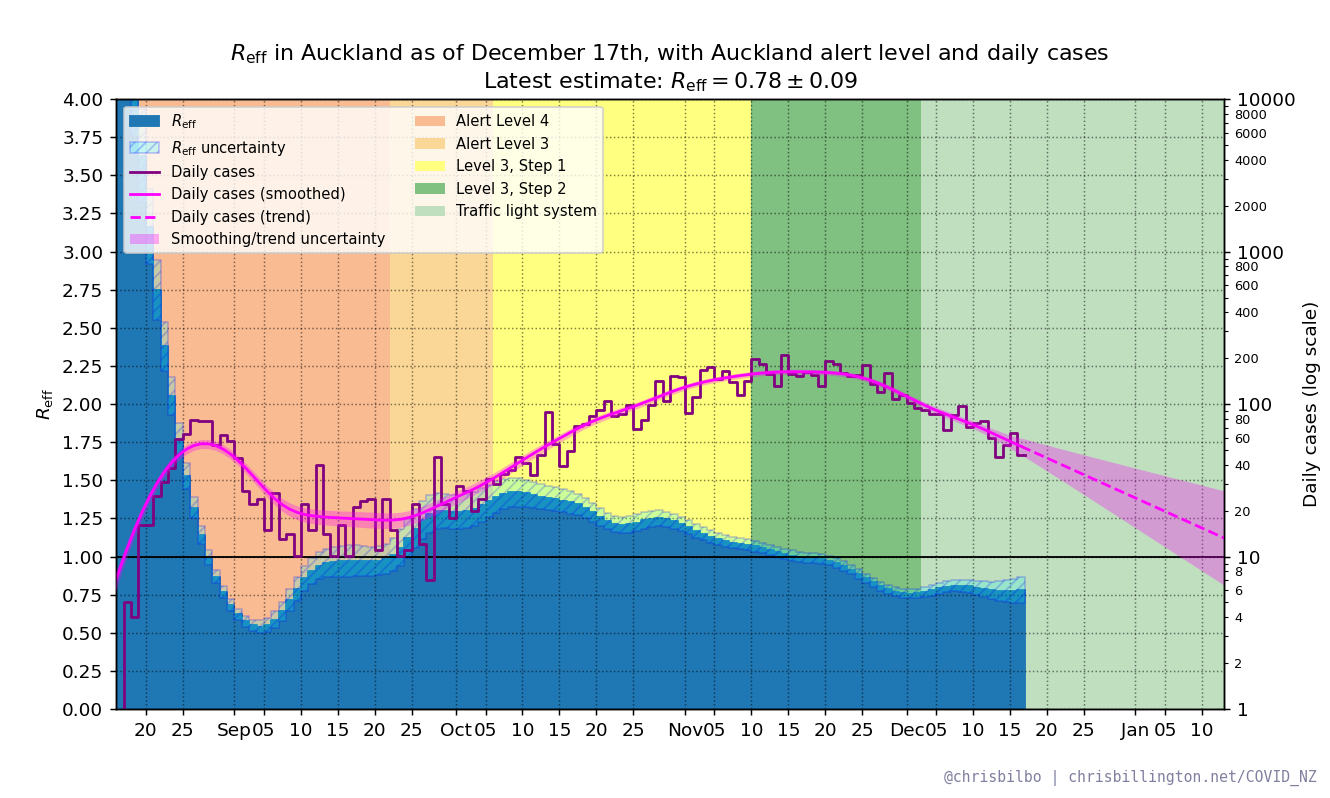 R_eff in Auckland as of December 17th, with Auckland alert level and daily cases
Latest estimate: R_eff = 0.78 ± 0.09
R_eff
R_eff uncertainty
Daily cases
Daily cases (smoothed)
Daily cases (trend)
Smoothing/trend uncertainty
Alert Level 4
Alert Level 3
Level 3, Step 1
Level 3, Step 2
Traffic light system
4.00
3.75
3.50
3.25
3.00
2.75
2.50
2.25
2.00
1.75
1.50
1.25
1.00
0.75
0.50
0.25
0.00
R_eff
10000
8000
6000
4000
2000
1000
800
600
400
200
100
80
60
40
20
10
8
6
4
2
1
Daily cases (log scale)
20 25 Sep 05 10 15 20 25 Oct 05 10 15 20 25 Nov 05 10 15 20 25 Dec 05 10 15 20 25 Jan 05 10
@chrisbilbo | chrisbillington.net/COVID_NZ